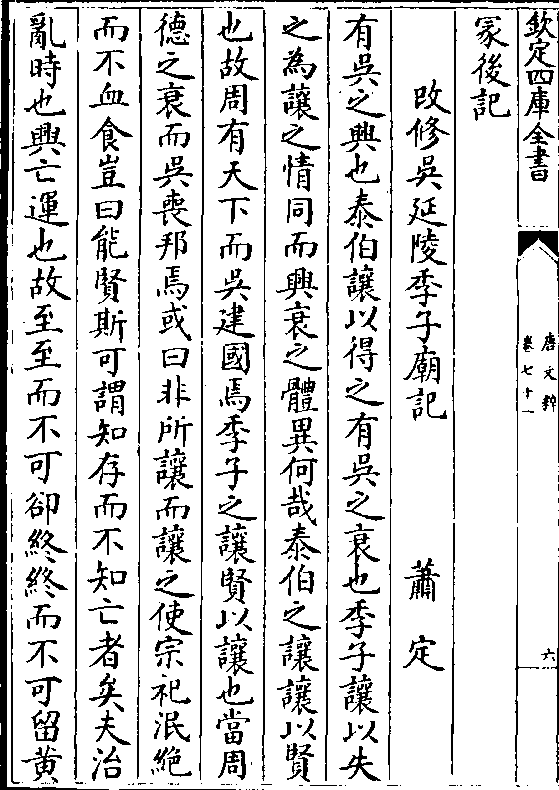 欽定四庫全書
唐文粹
卷七十一
六
冢後記
改修吳延陵季子廟記 蕭定
有吳之興也泰伯讓以得之有吳之衰也季子讓以失
之為讓之情同而興衰之體異何哉泰伯之讓讓以賢
也故周有天下而吳建國焉季子之讓賢以讓也當周
德之衰而吳喪邦焉或曰非所讓而讓之使宗祀泯絕
而不血食豈曰能賢斯可謂知存而不知亡者矣夫治
亂時也興亡運也故至至而不可卻終終而不可留黃